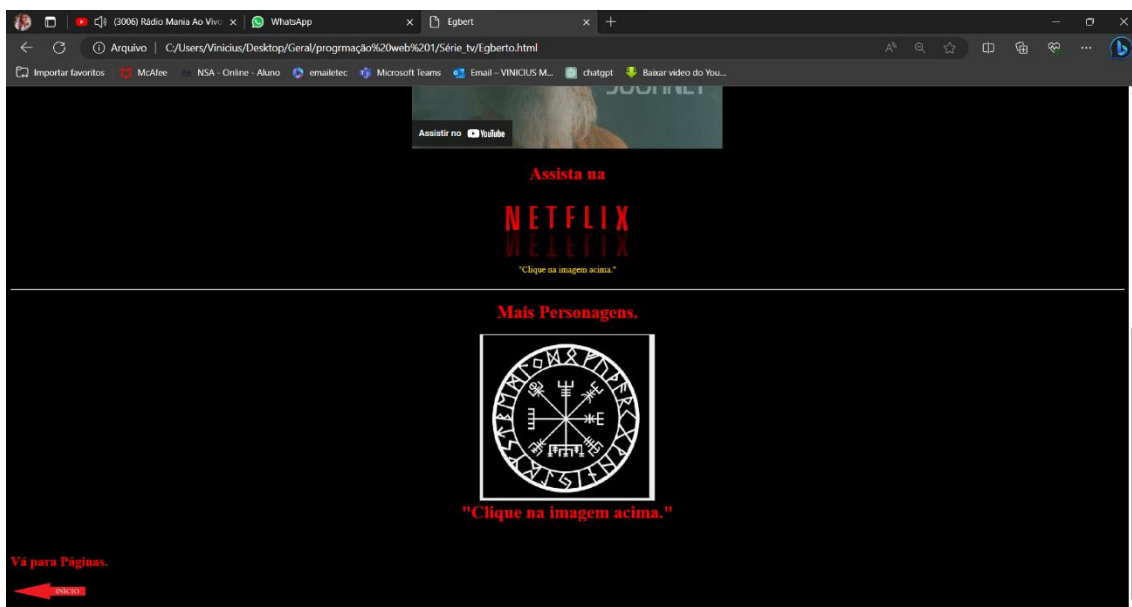 (3006) Rádio Mania Ao Vivo
WhatsApp
Egbert
Arquivo | C:/Users/Vinicius/Desktop/Geral/progrmação%20web%201/Série_tv/Egberto.html
Importar favoritos
McAfee
NSA - Online - Aluno
emailetec
Microsoft Teams
Email – VINICIUS M...
chatgpt
Baixar video do You...
Assistir no YouTube
Assista na
NETFLIX
"Clique na imagem acima."
Mais Personagens.
"Clique na imagem acima."
Vá para Páginas.
INÍCIO